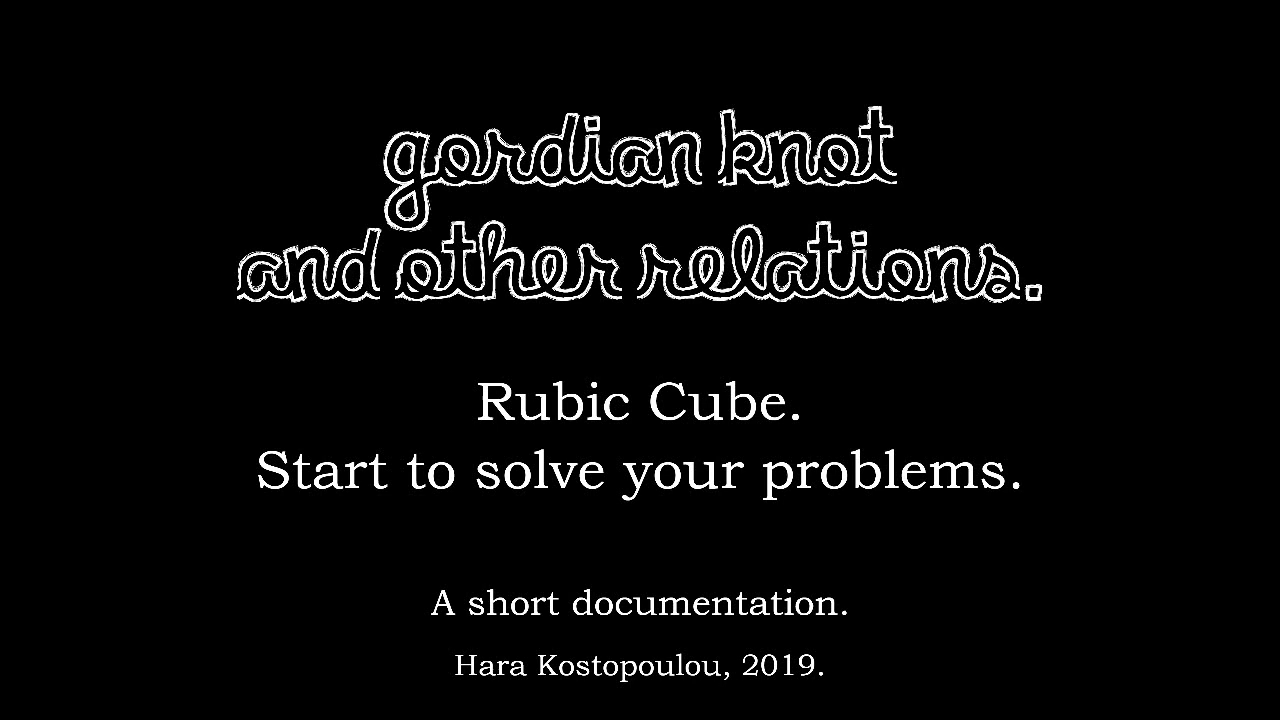 gordian knot
and other relations.
Rubic Cube.
Start to solve your problems.
A short documentation.
Hara Kostopoulou, 2019.